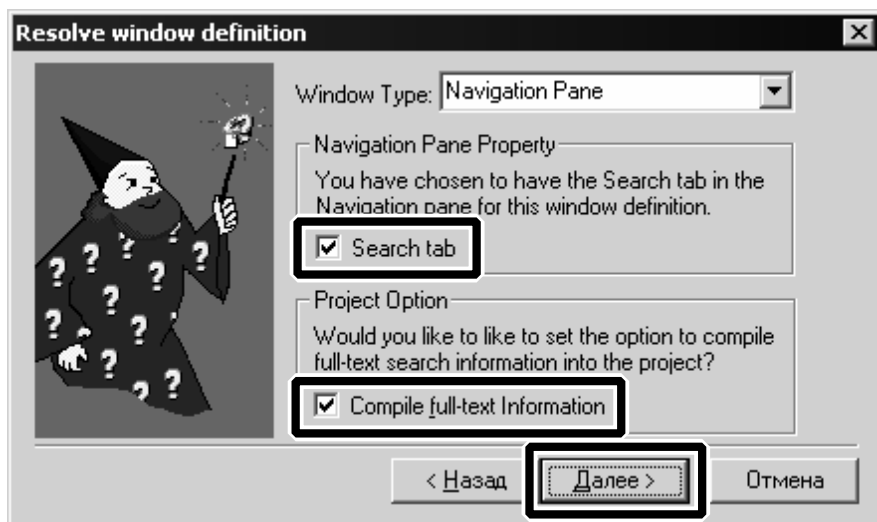 Resolve window definition
Window Type: Navigation Pane
Navigation Pane Property
You have chosen to have the Search tab in the
Navigation pane for this window definition.
Search tab
Project Option
Would you like to like to set the option to compile
full-text search information into the project?
Compile full-text Information
< Назад Далее > Отмена